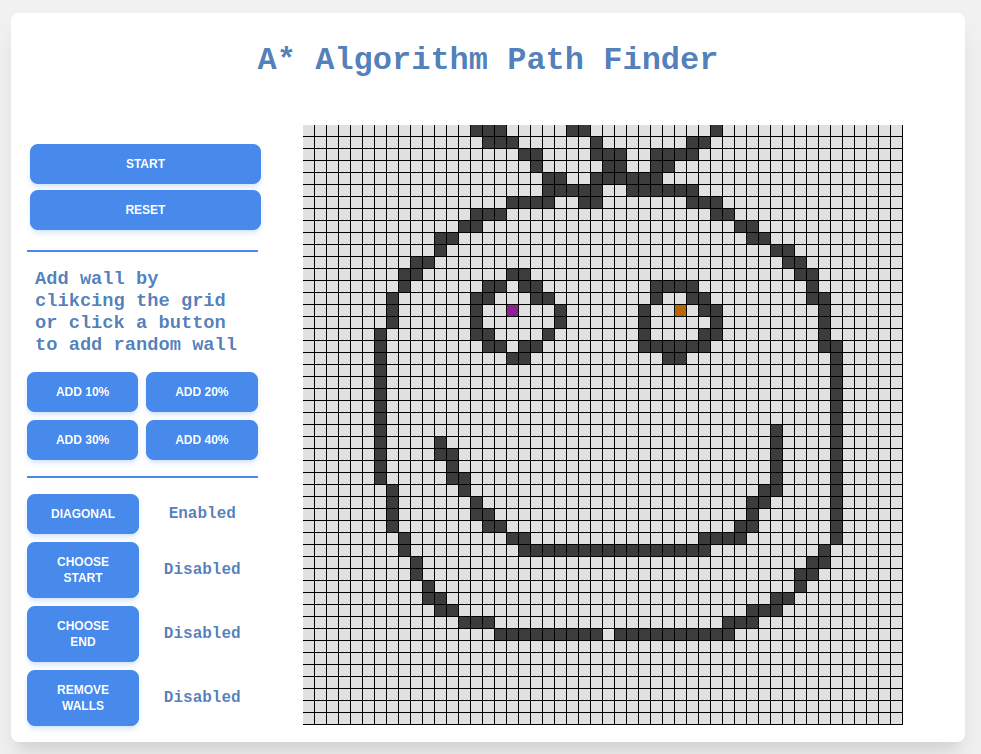 A* Algorithm Path Finder
START
RESET
Add wall by
clikcing the grid
or click a button
to add random wall
ADD 10%
ADD 20%
ADD 30%
ADD 40%
DIAGONAL
Enabled
CHOOSE
START
Disabled
CHOOSE
END
Disabled
REMOVE
WALLS
Disabled